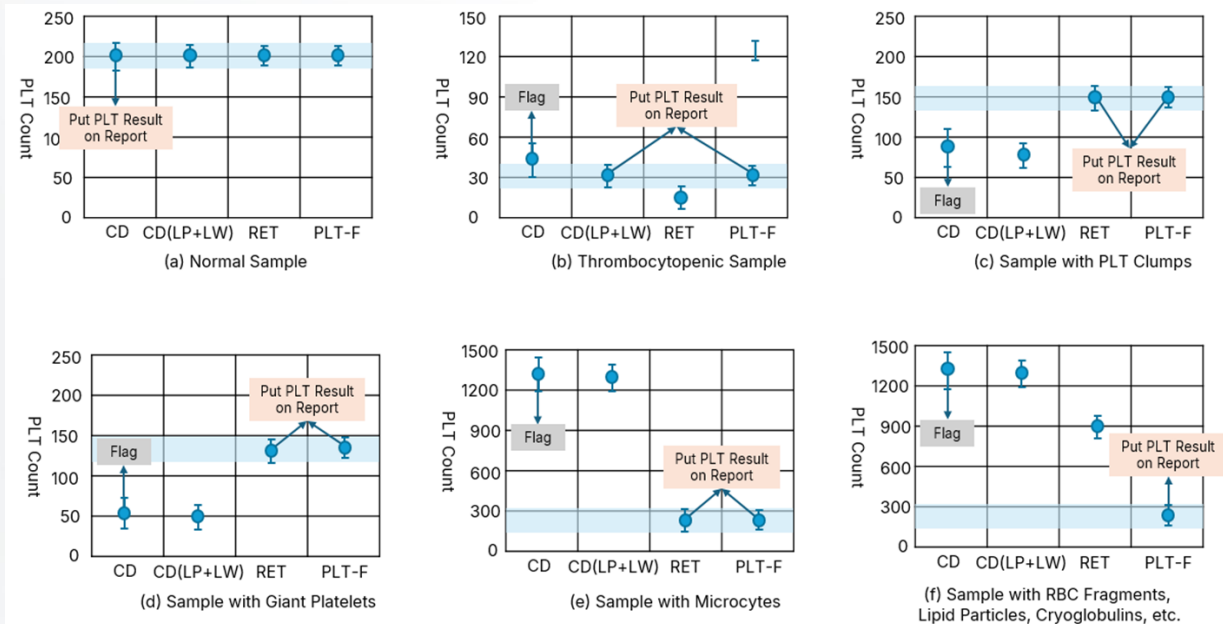 250
200
150
100
50
0
PLT Count
Put PLT Result
on Report
CD CD(LP+LW) RET PLT-F
(a) Normal Sample
150
120
90
60
30
0
PLT Count
Flag
Put PLT Result
on Report
CD CD(LP+LW) RET PLT-F
(b) Thrombocytopenic Sample
250
200
150
100
50
0
PLT Count
Flag
Put PLT Result
on Report
CD CD(LP+LW) RET PLT-F
(c) Sample with PLT Clumps
250
200
150
100
50
0
PLT Count
Flag
Put PLT Result
on Report
CD CD(LP+LW) RET PLT-F
(d) Sample with Giant Platelets
1500
1200
900
600
300
0
PLT Count
Flag
Put PLT Result
on Report
CD CD(LP+LW) RET PLT-F
(e) Sample with Microcytes
1500
1200
900
600
300
0
PLT Count
Flag
Put PLT Result
on Report
CD CD(LP+LW) RET PLT-F
(f) Sample with RBC Fragments,
Lipid Particles, Cryoglobulins, etc.